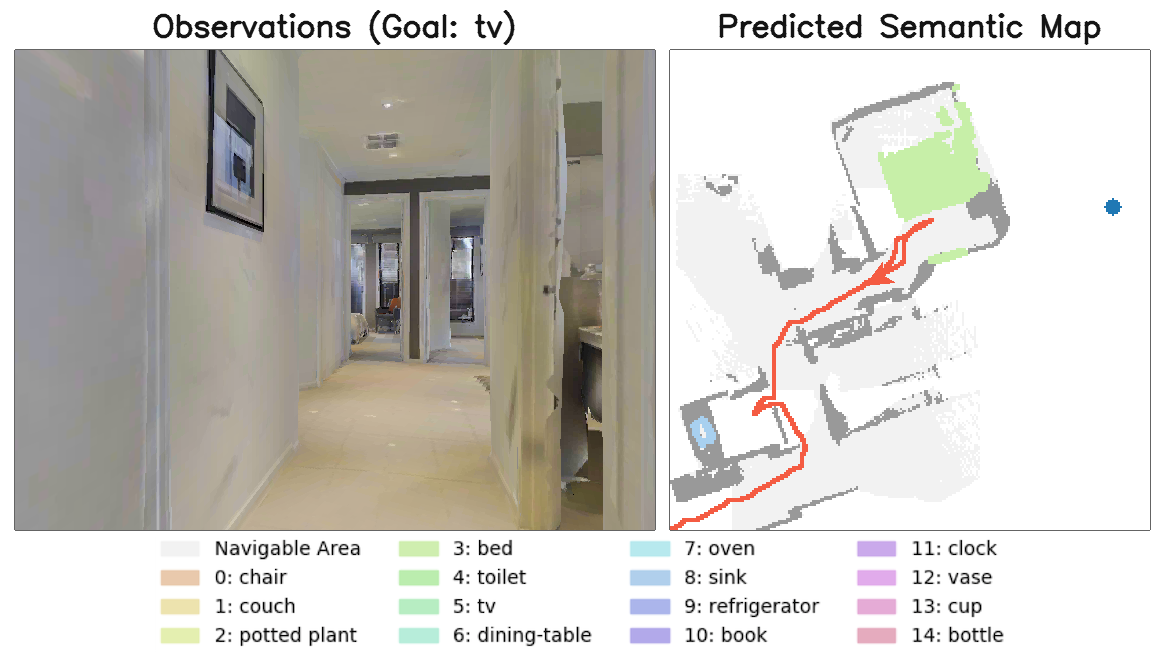 Observations (Goal: tv)
Predicted Semantic Map
Navigable Area
0: chair
1: couch
2: potted plant
3: bed
4: toilet
5: tv
6: dining-table
7: oven
8: sink
9: refrigerator
10: book
11: clock
12: vase
13: cup
14: bottle